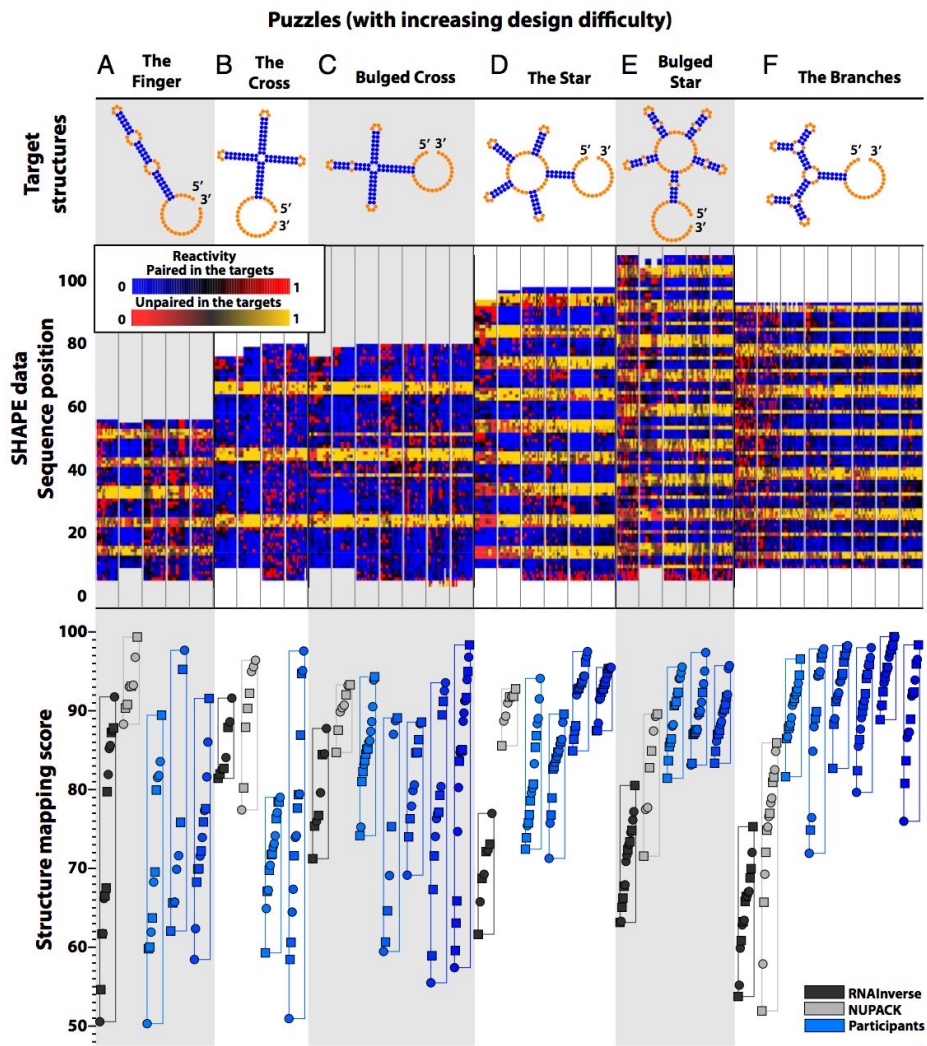 Puzzles (with increasing design difficulty)
A The Finger
B The Cross
C Bulged Cross
D The Star
E Bulged Star
F The Branches
Target structures
5’ 3’
5’ 3’
5’ 3’
5’ 3’
5’ 3’
5’ 3’
Reactivity
Paired in the targets
0 1
Unpaired in the targets
0 1
SHAPE data
Sequence position
100
80
60
40
20
0
Structure mapping score
100
90
80
70
60
50
RNAInverse
NUPACK
Participants